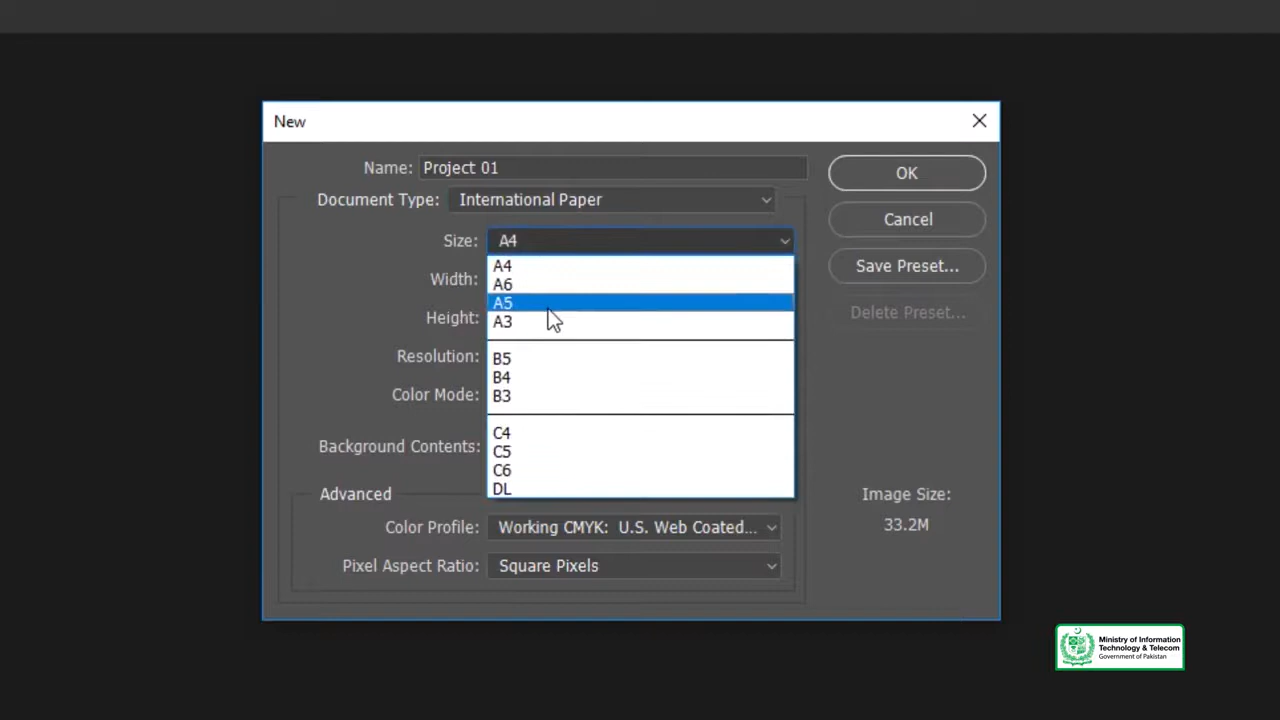 New
Name: Project 01
OK
Document Type: International Paper
Cancel
Size: A4
Save Preset...
A4
Width:
A6
A5
Delete Preset...
Height:
A3
Resolution:
B5
B4
Color Mode:
B3
C4
Background Contents:
C5
C6
DL
Advanced
Image Size:
33.2M
Color Profile: Working CMYK: U.S. Web Coated...
Pixel Aspect Ratio: Square Pixels
Ministry of Information
Technology & Telecom
Government of Pakistan